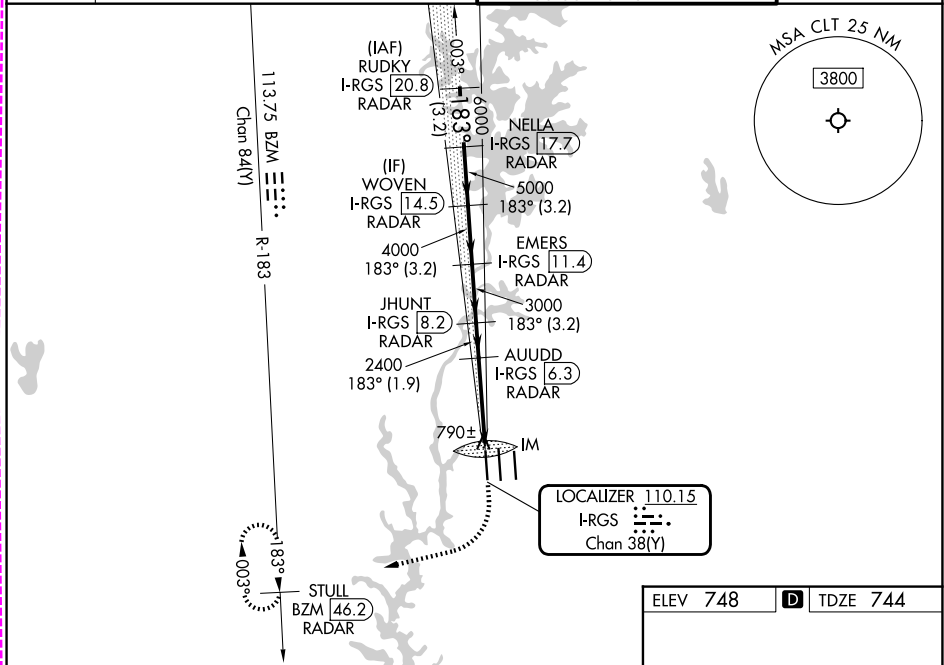 (IAF)
RUDKY
I-RGS 20.8
RADAR
003°
183°
(3.2)
6000
NELLA
I-RGS 17.7
RADAR
5000
183° (3.2)
(IF)
WOVEN
I-RGS 14.5
RADAR
4000
183° (3.2)
EMERS
I-RGS 11.4
RADAR
3000
183° (3.2)
JHUNT
I-RGS 8.2
RADAR
2400
183° (1.9)
AUUDD
I-RGS 6.3
RADAR
790±
IM
LOCALIZER 110.15
I-RGS
Chan 38(Y)
113.75 BZM
Chan 84(Y)
R-183
183°
003°
STULL
BZM 46.2
RADAR
MSA CLT 25 NM
3800
ELEV 748 D TDZE 744